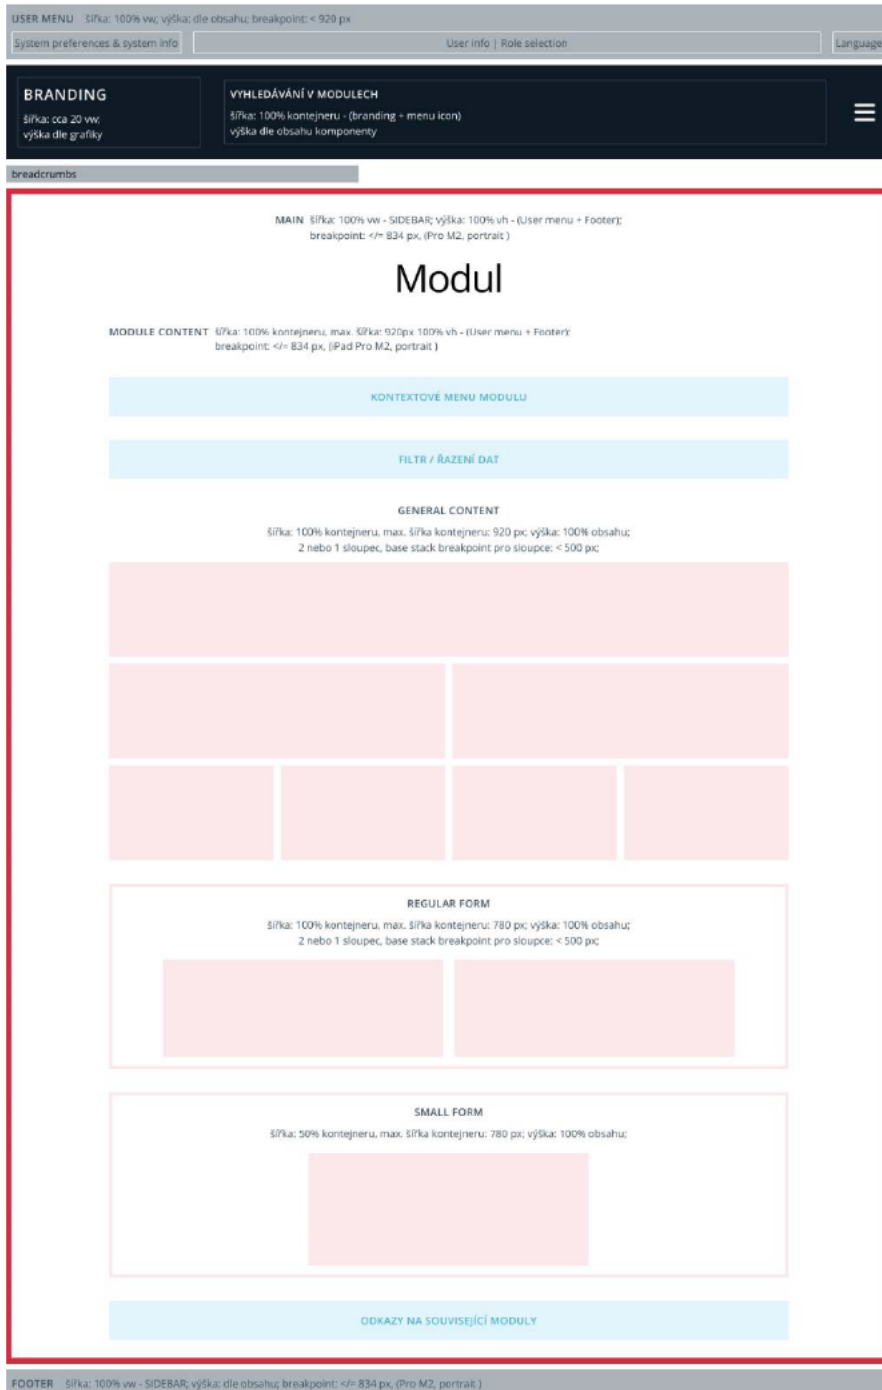 USER MENU šířka: 100% vw; výška: dle obsahu; breakpoint: < 920 px
System preferences & system info
User info | Role selection
Language
BRANDING
šířka: cca 20 vw;
výška dle grafiky
VYHLEDÁVÁNÍ V MODULECH
šířka: 100% kontejneru - (branding + menu icon)
výška dle obsahu komponenty
breadcrumbs
MAIN šířka: 100% vw - SIDEBAR; výška: 100% vh - (User menu + Footer);
breakpoint: </= 834 px, (Pro M2, portrait )
Modul
MODULE CONTENT šířka: 100% kontejneru, max. šířka: 920px 100% vh - (User menu + Footer);
breakpoint: </= 834 px, (iPad Pro M2, portrait )
KONTEXTOVÉ MENU MODULU
FILTR / ŘAZENÍ DAT
GENERAL CONTENT
šířka: 100% kontejneru, max. šířka kontejneru: 920 px; výška: 100% obsahu;
2 nebo 1 sloupec, base stack breakpoint pro sloupce: < 500 px;
REGULAR FORM
šířka: 100% kontejneru, max. šířka kontejneru: 780 px; výška: 100% obsahu;
2 nebo 1 sloupec, base stack breakpoint pro sloupce: < 500 px;
SMALL FORM
šířka: 50% kontejneru, max. šířka kontejneru: 780 px; výška: 100% obsahu;
ODKAZY NA SOUVISEJÍCÍ MODULY
FOOTER šířka: 100% vw - SIDEBAR; výška: dle obsahu; breakpoint: </= 834 px, (Pro M2, portrait )